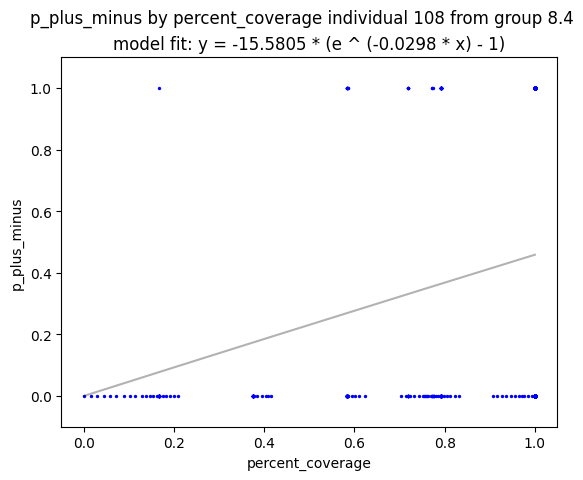 p_plus_minus by percent_coverage individual 108 from group 8.4
model fit: y = -15.5805 * (e ^ (-0.0298 * x) - 1)
1.0
0.8
0.6
0.4
0.2
0.0
p_plus_minus
0.0 0.2 0.4 0.6 0.8 1.0
percent_coverage